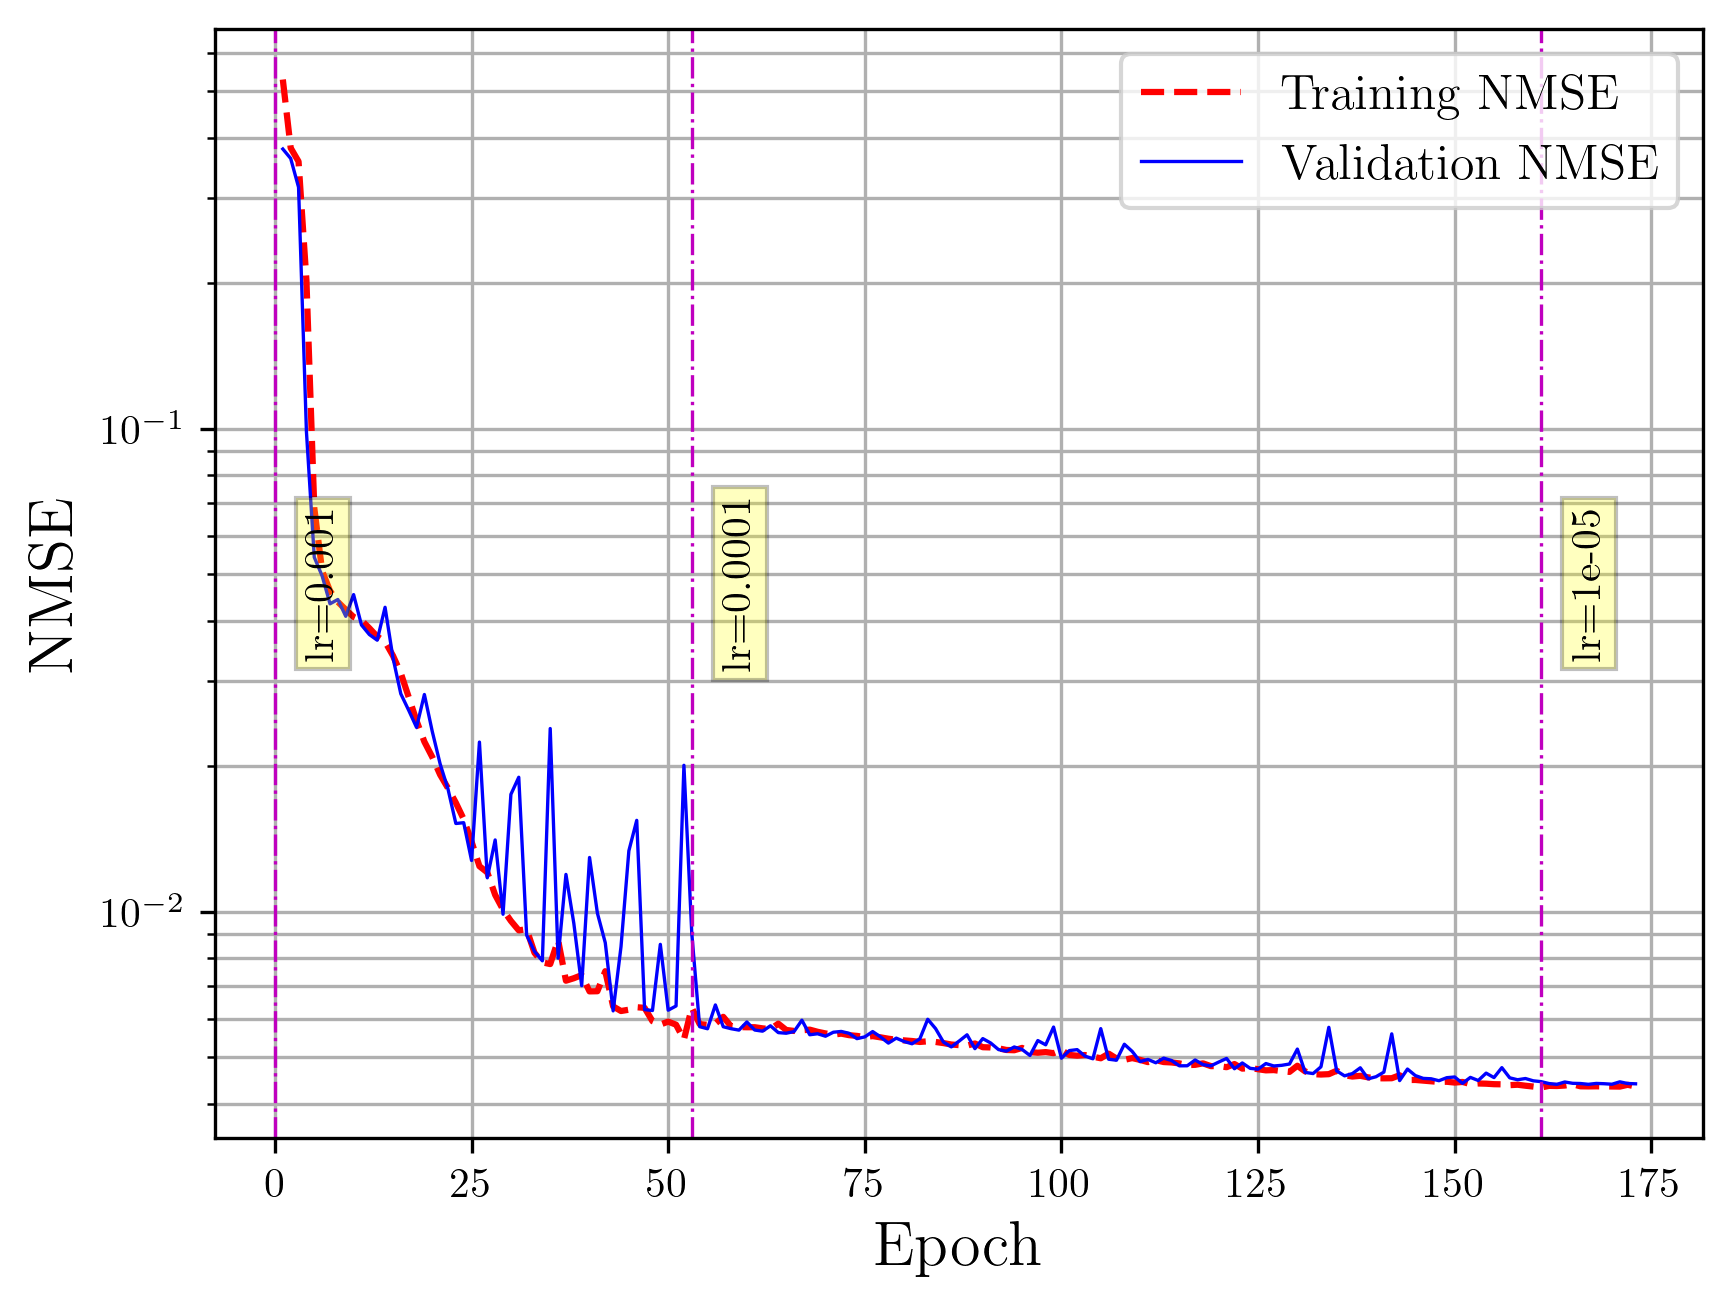 Training NMSE
Validation NMSE
NMSE
10⁻¹
10⁻²
lr=0.001
lr=0.0001
lr=1e-05
0 25 50 75 100 125 150 175
Epoch